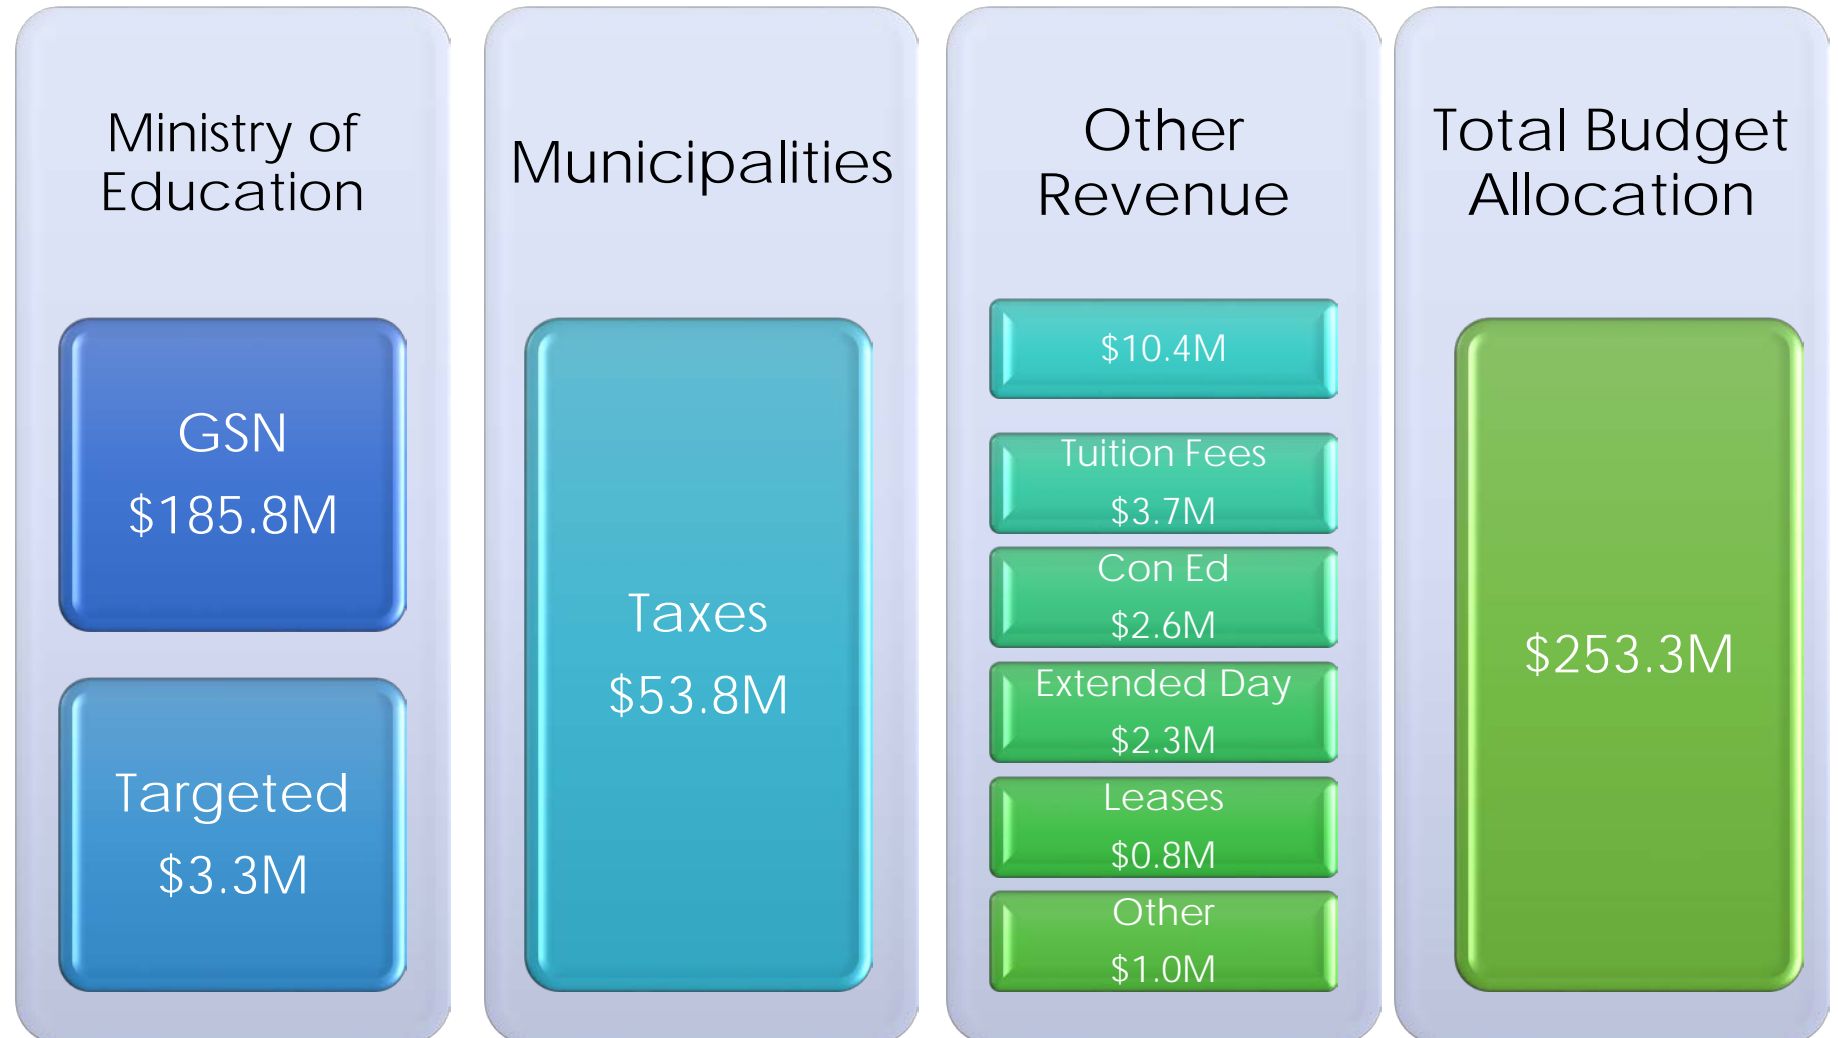 Ministry of
Education
GSN
$185.8M
Targeted
$3.3M
Municipalities
Taxes
$53.8M
Other
Revenue
$10.4M
Tuition Fees
$3.7M
Con Ed
$2.6M
Extended Day
$2.3M
Leases
$0.8M
Other
$1.0M
Total Budget
Allocation
$253.3M